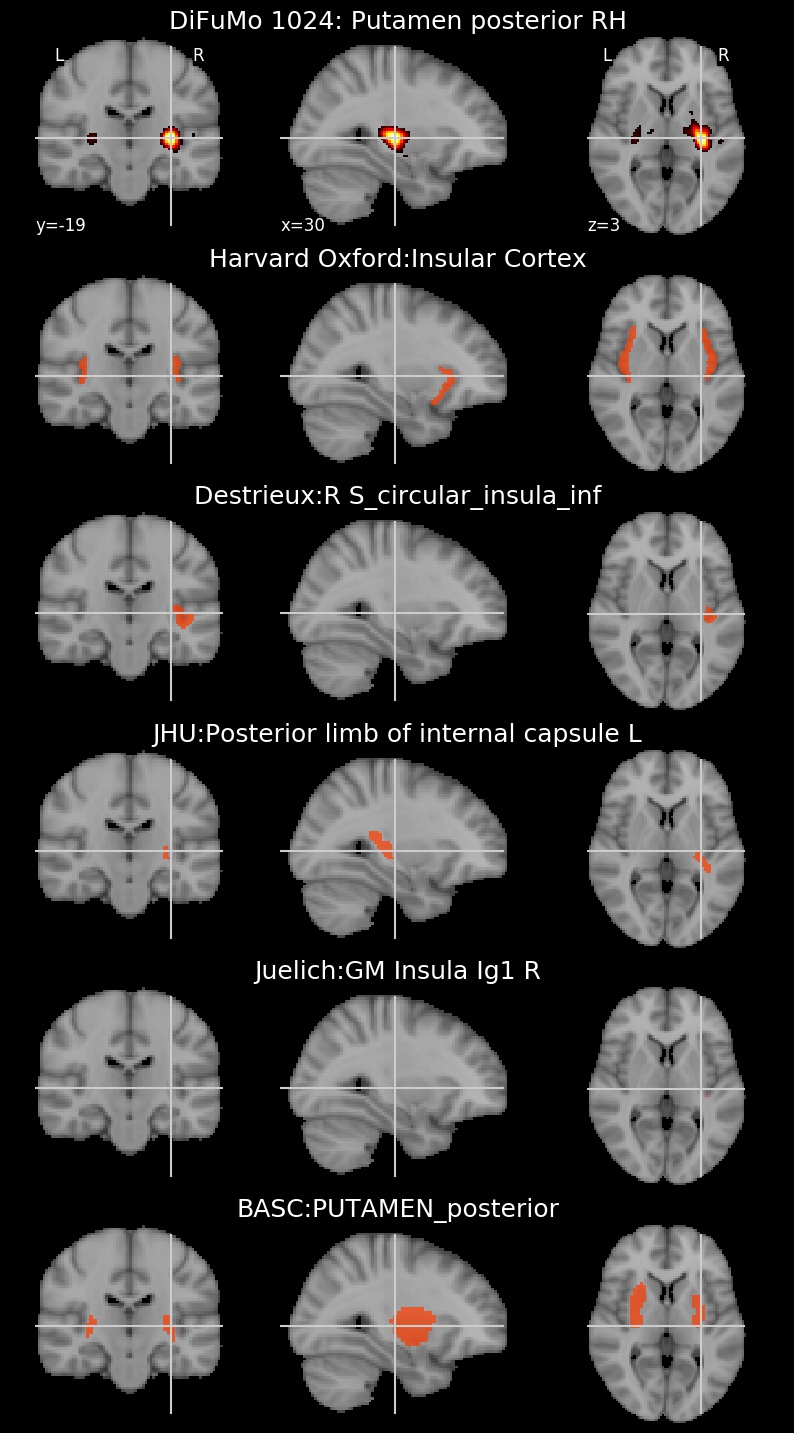 DiFuMo 1024: Putamen posterior RH
L R L R
y=-19 x=30 z=3
Harvard Oxford:Insular Cortex
Destrieux:R S_circular_insula_inf
JHU:Posterior limb of internal capsule L
Juelich:GM Insula Ig1 R
BASC:PUTAMEN_posterior